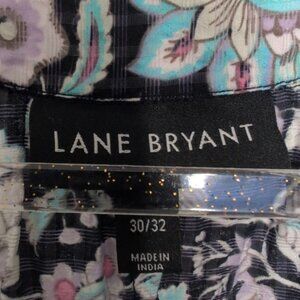 LANE BRYANT
30/32
MADE IN
INDIA